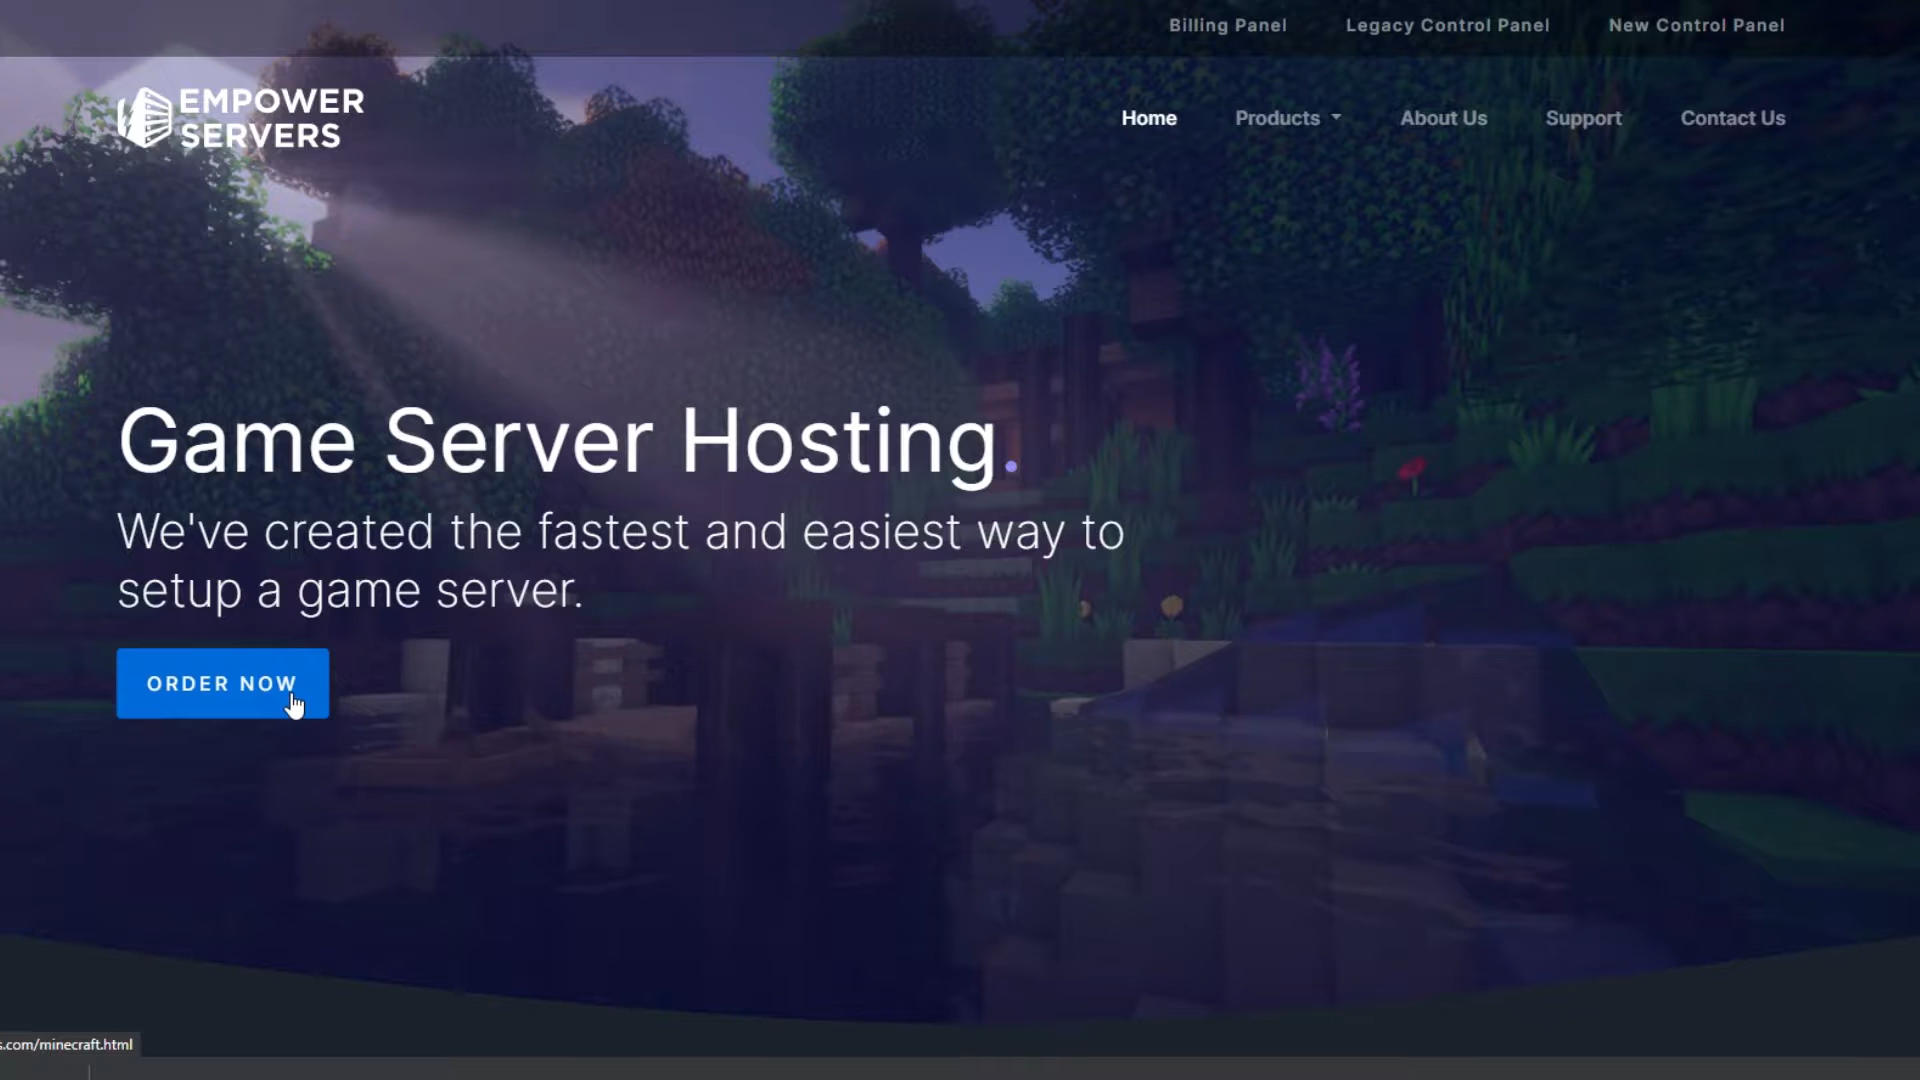 Billing Panel Legacy Control Panel New Control Panel
EMPOWER
SERVERS
Home Products About Us Support Contact Us
Game Server Hosting.
We've created the fastest and easiest way to
setup a game server.
ORDER NOW
s.com/minecraft.html